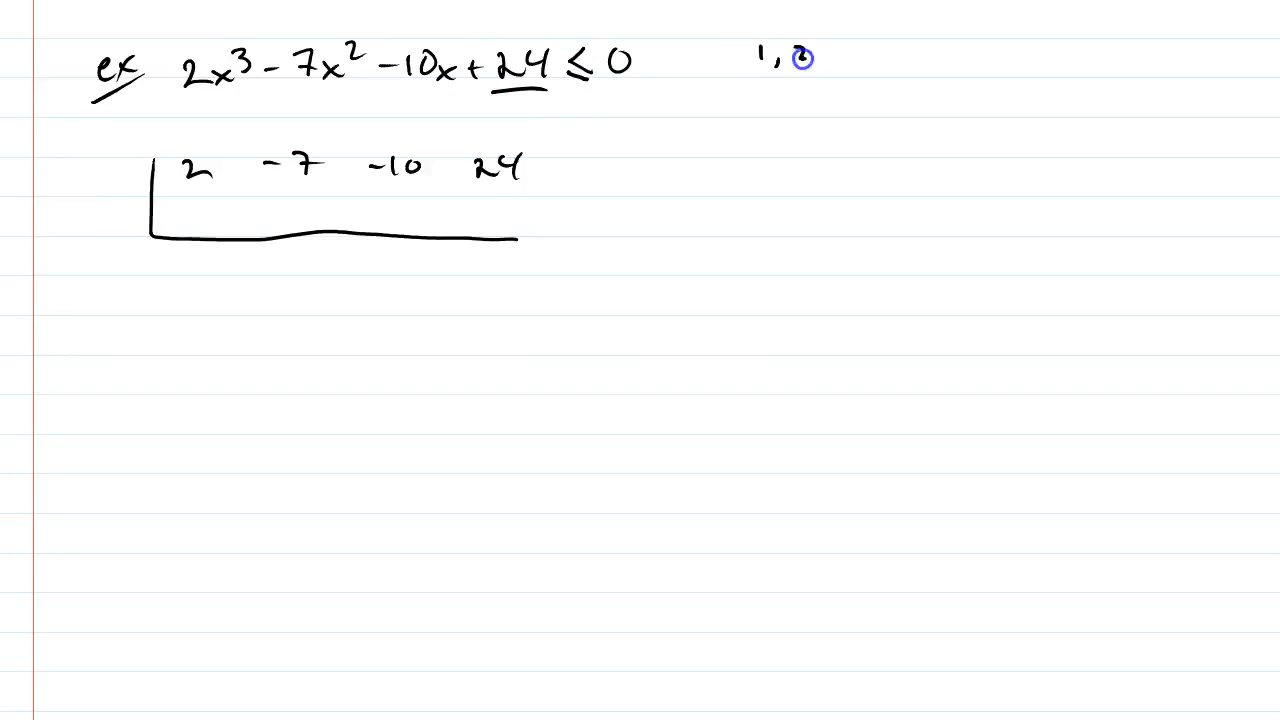 ex 2x³ - 7x² - 10x + 24 ≤ 0 1, 2
2 -7 -10 24